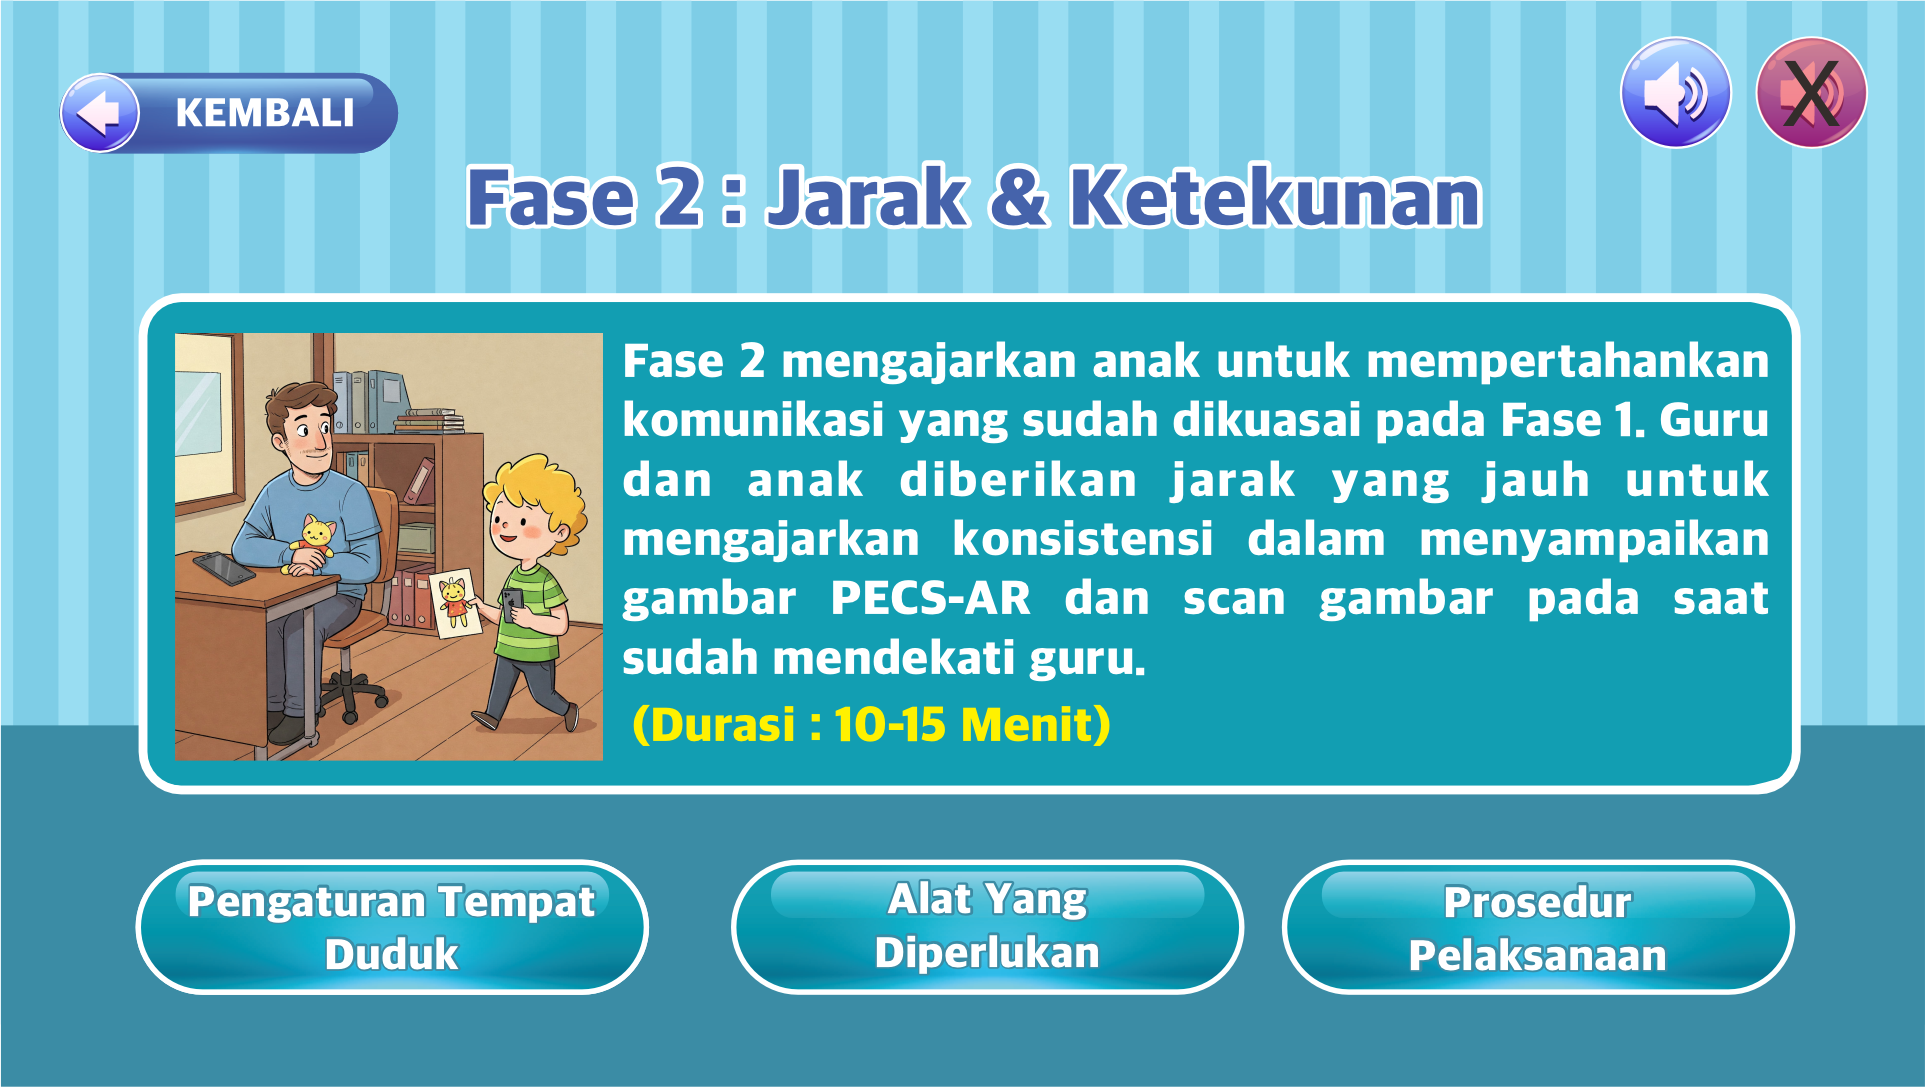 KEMBALI
X
Fase 2 : Jarak & Ketekunan
Fase 2 mengajarkan anak untuk mempertahankan
komunikasi yang sudah dikuasai pada Fase 1. Guru
dan anak diberikan jarak yang jauh untuk
mengajarkan konsistensi dalam menyampaikan
gambar PECS-AR dan scan gambar pada saat
sudah mendekati guru.
(Durasi : 10-15 Menit)
Pengaturan Tempat
Duduk
Alat Yang
Diperlukan
Prosedur
Pelaksanaan